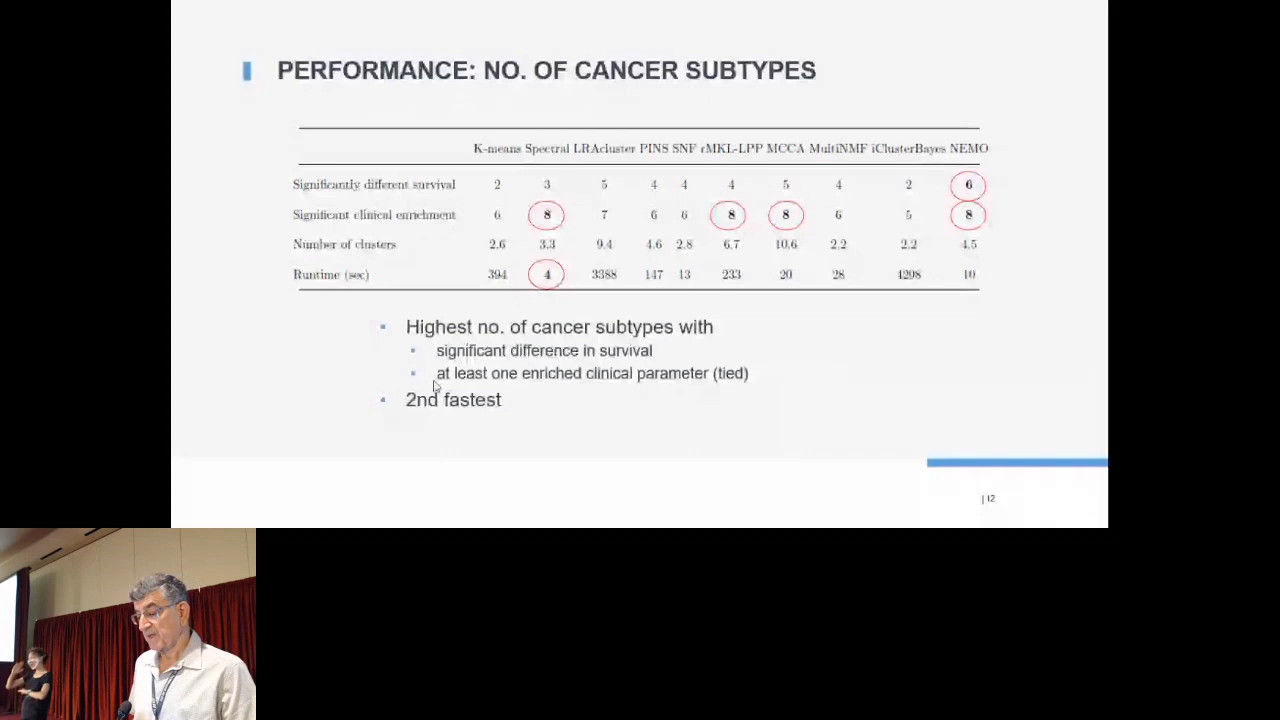 PERFORMANCE: NO. OF CANCER SUBTYPES
K-means Spectral LRAcluster PINS SNF rMKL-LPP MCCA MultiNMF iClusterBayes NEMO
Significantly different survival 2 3 5 4 4 4 5 4 2 6
Significant clinical enrichment 6 8 7 6 6 8 8 6 5 8
Number of clusters 2.6 3.3 9.4 4.6 2.8 6.7 10.6 2.2 2.2 4.5
Runtime (sec) 394 4 3388 147 13 233 20 28 4298 10
Highest no. of cancer subtypes with
significant difference in survival
at least one enriched clinical parameter (tied)
2nd fastest
| 12